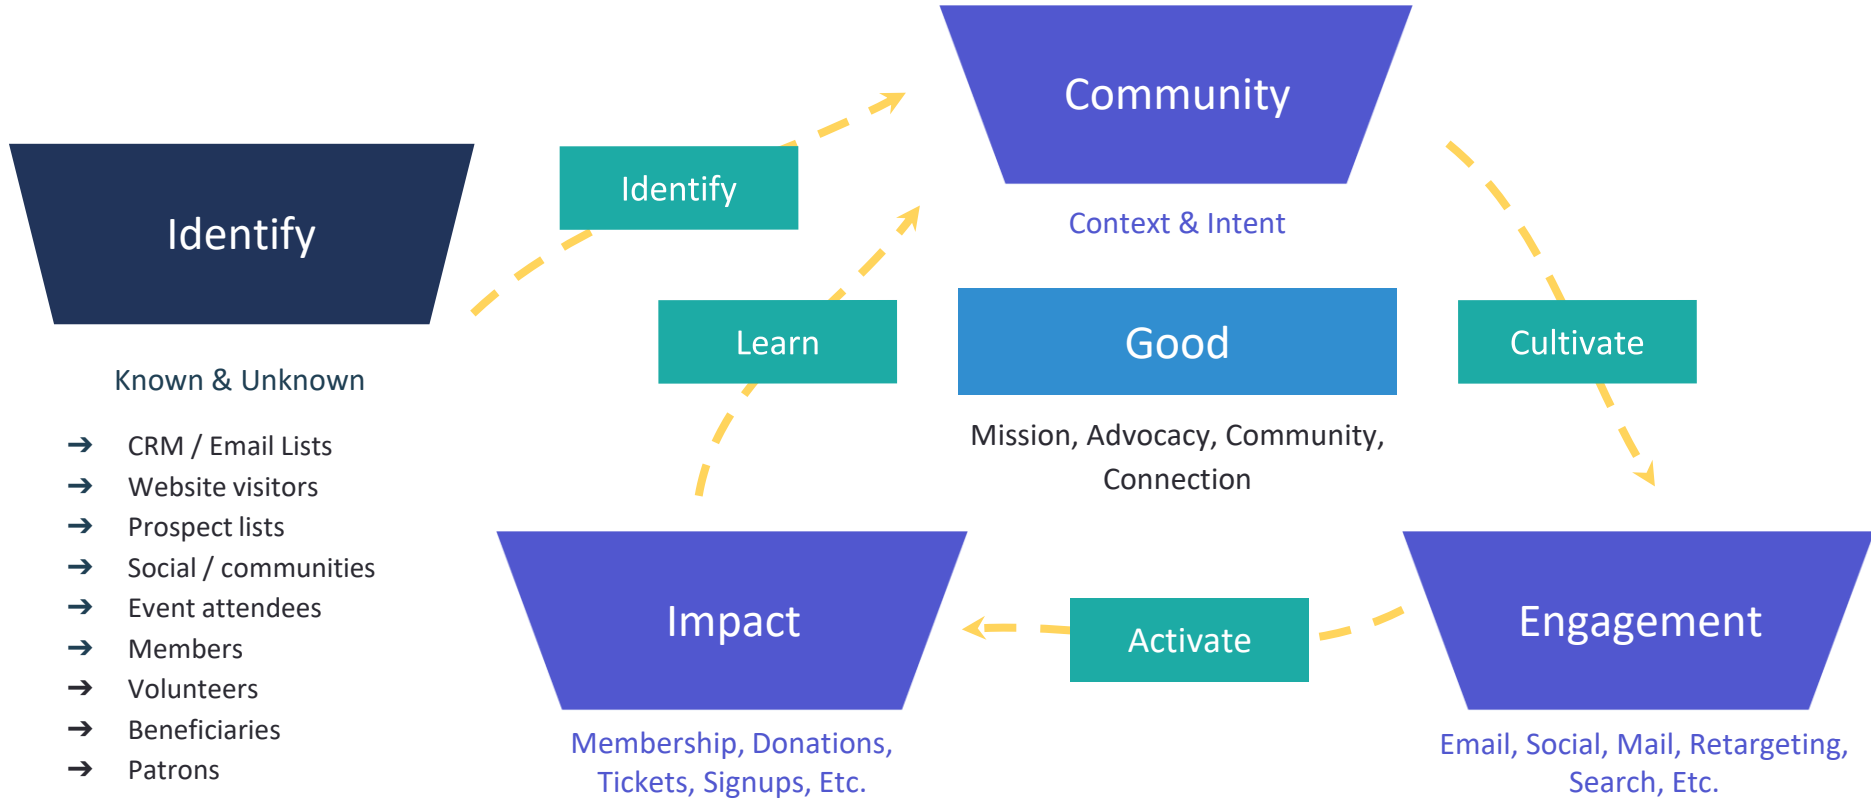 Identify
Known & Unknown
➔ CRM / Email Lists
➔ Website visitors
➔ Prospect lists
➔ Social / communities
➔ Event attendees
➔ Members
➔ Volunteers
➔ Beneficiaries
➔ Patrons
Identify
Learn
Community
Context & Intent
Good
Mission, Advocacy, Community,
Connection
Cultivate
Engagement
Email, Social, Mail, Retargeting,
Search, Etc.
Activate
Impact
Membership, Donations,
Tickets, Signups, Etc.